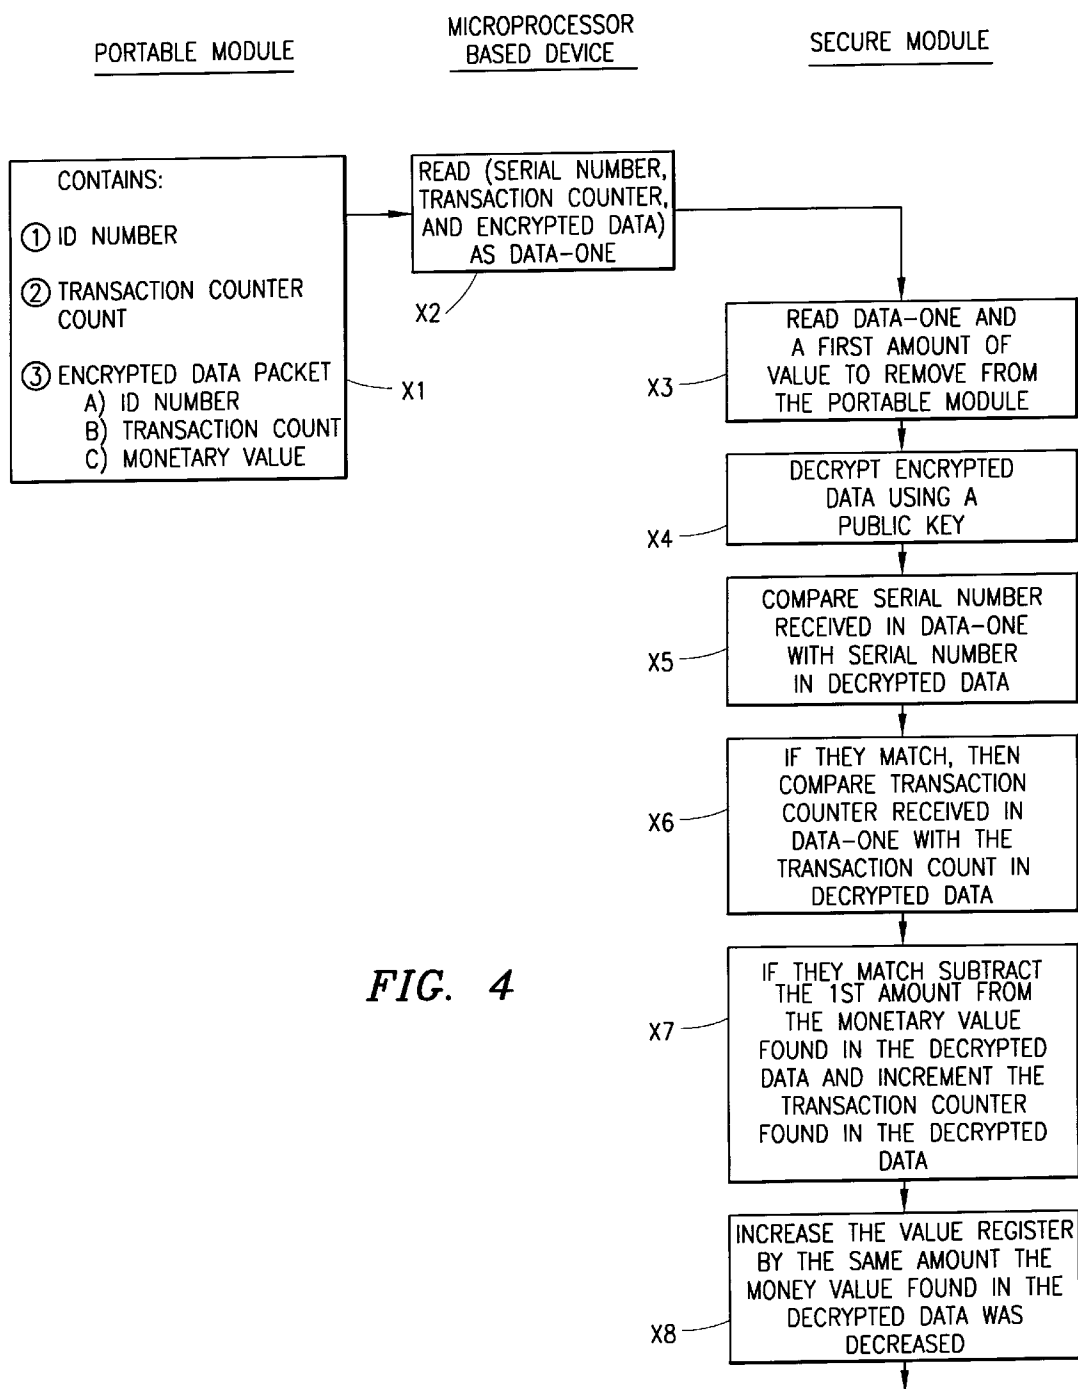 PORTABLE MODULE
MICROPROCESSOR
BASED DEVICE
SECURE MODULE
CONTAINS:
① ID NUMBER
② TRANSACTION COUNTER
COUNT
③ ENCRYPTED DATA PACKET
A) ID NUMBER
B) TRANSACTION COUNT
C) MONETARY VALUE
X1
READ (SERIAL NUMBER,
TRANSACTION COUNTER,
AND ENCRYPTED DATA)
AS DATA-ONE
X2
READ DATA-ONE AND
A FIRST AMOUNT OF
VALUE TO REMOVE FROM
THE PORTABLE MODULE
X3
DECRYPT ENCRYPTED
DATA USING A
PUBLIC KEY
X4
COMPARE SERIAL NUMBER
RECEIVED IN DATA-ONE
WITH SERIAL NUMBER
IN DECRYPTED DATA
X5
IF THEY MATCH, THEN
COMPARE TRANSACTION
COUNTER RECEIVED IN
DATA-ONE WITH THE
TRANSACTION COUNT IN
DECRYPTED DATA
X6
IF THEY MATCH SUBTRACT
THE 1ST AMOUNT FROM
THE MONETARY VALUE
FOUND IN THE DECRYPTED
DATA AND INCREMENT THE
TRANSACTION COUNTER
FOUND IN THE DECRYPTED
DATA
X7
INCREASE THE VALUE REGISTER
BY THE SAME AMOUNT THE
MONEY VALUE FOUND IN THE
DECRYPTED DATA WAS
DECREASED
X8
FIG. 4